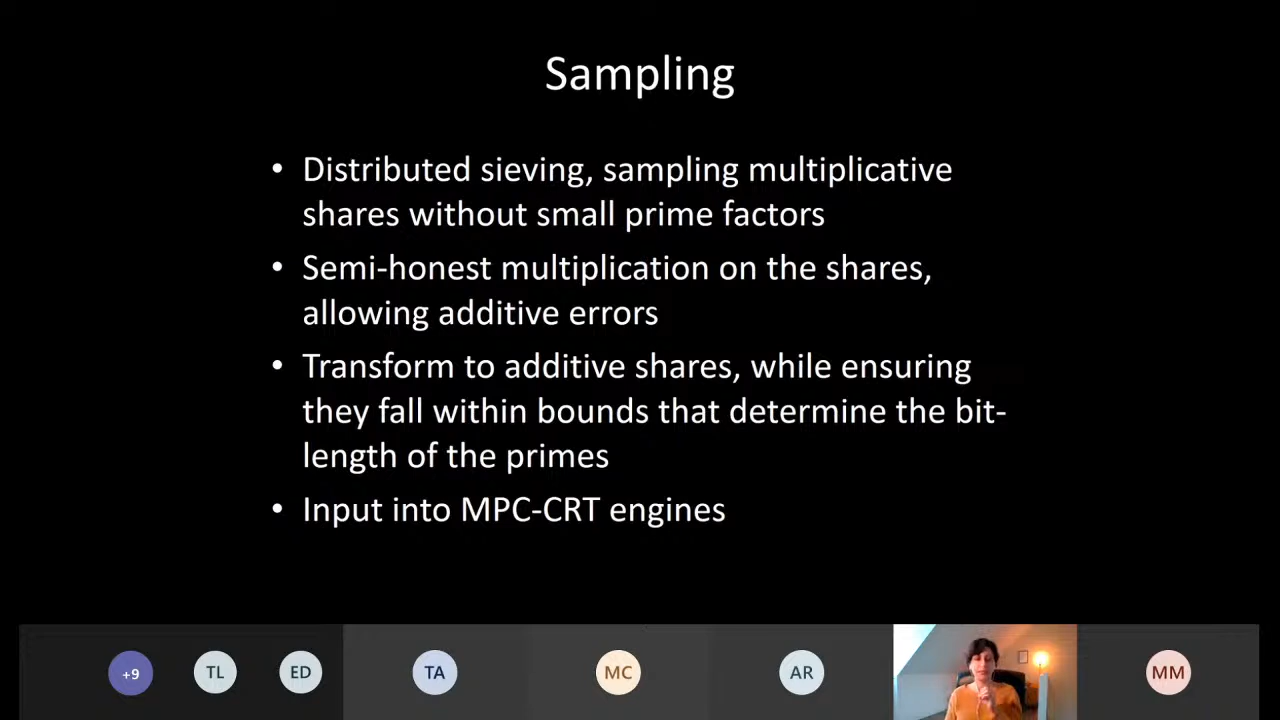 Sampling
• Distributed sieving, sampling multiplicative
shares without small prime factors
• Semi-honest multiplication on the shares,
allowing additive errors
• Transform to additive shares, while ensuring
they fall within bounds that determine the bit-
length of the primes
• Input into MPC-CRT engines
+9 TL ED TA MC AR MM